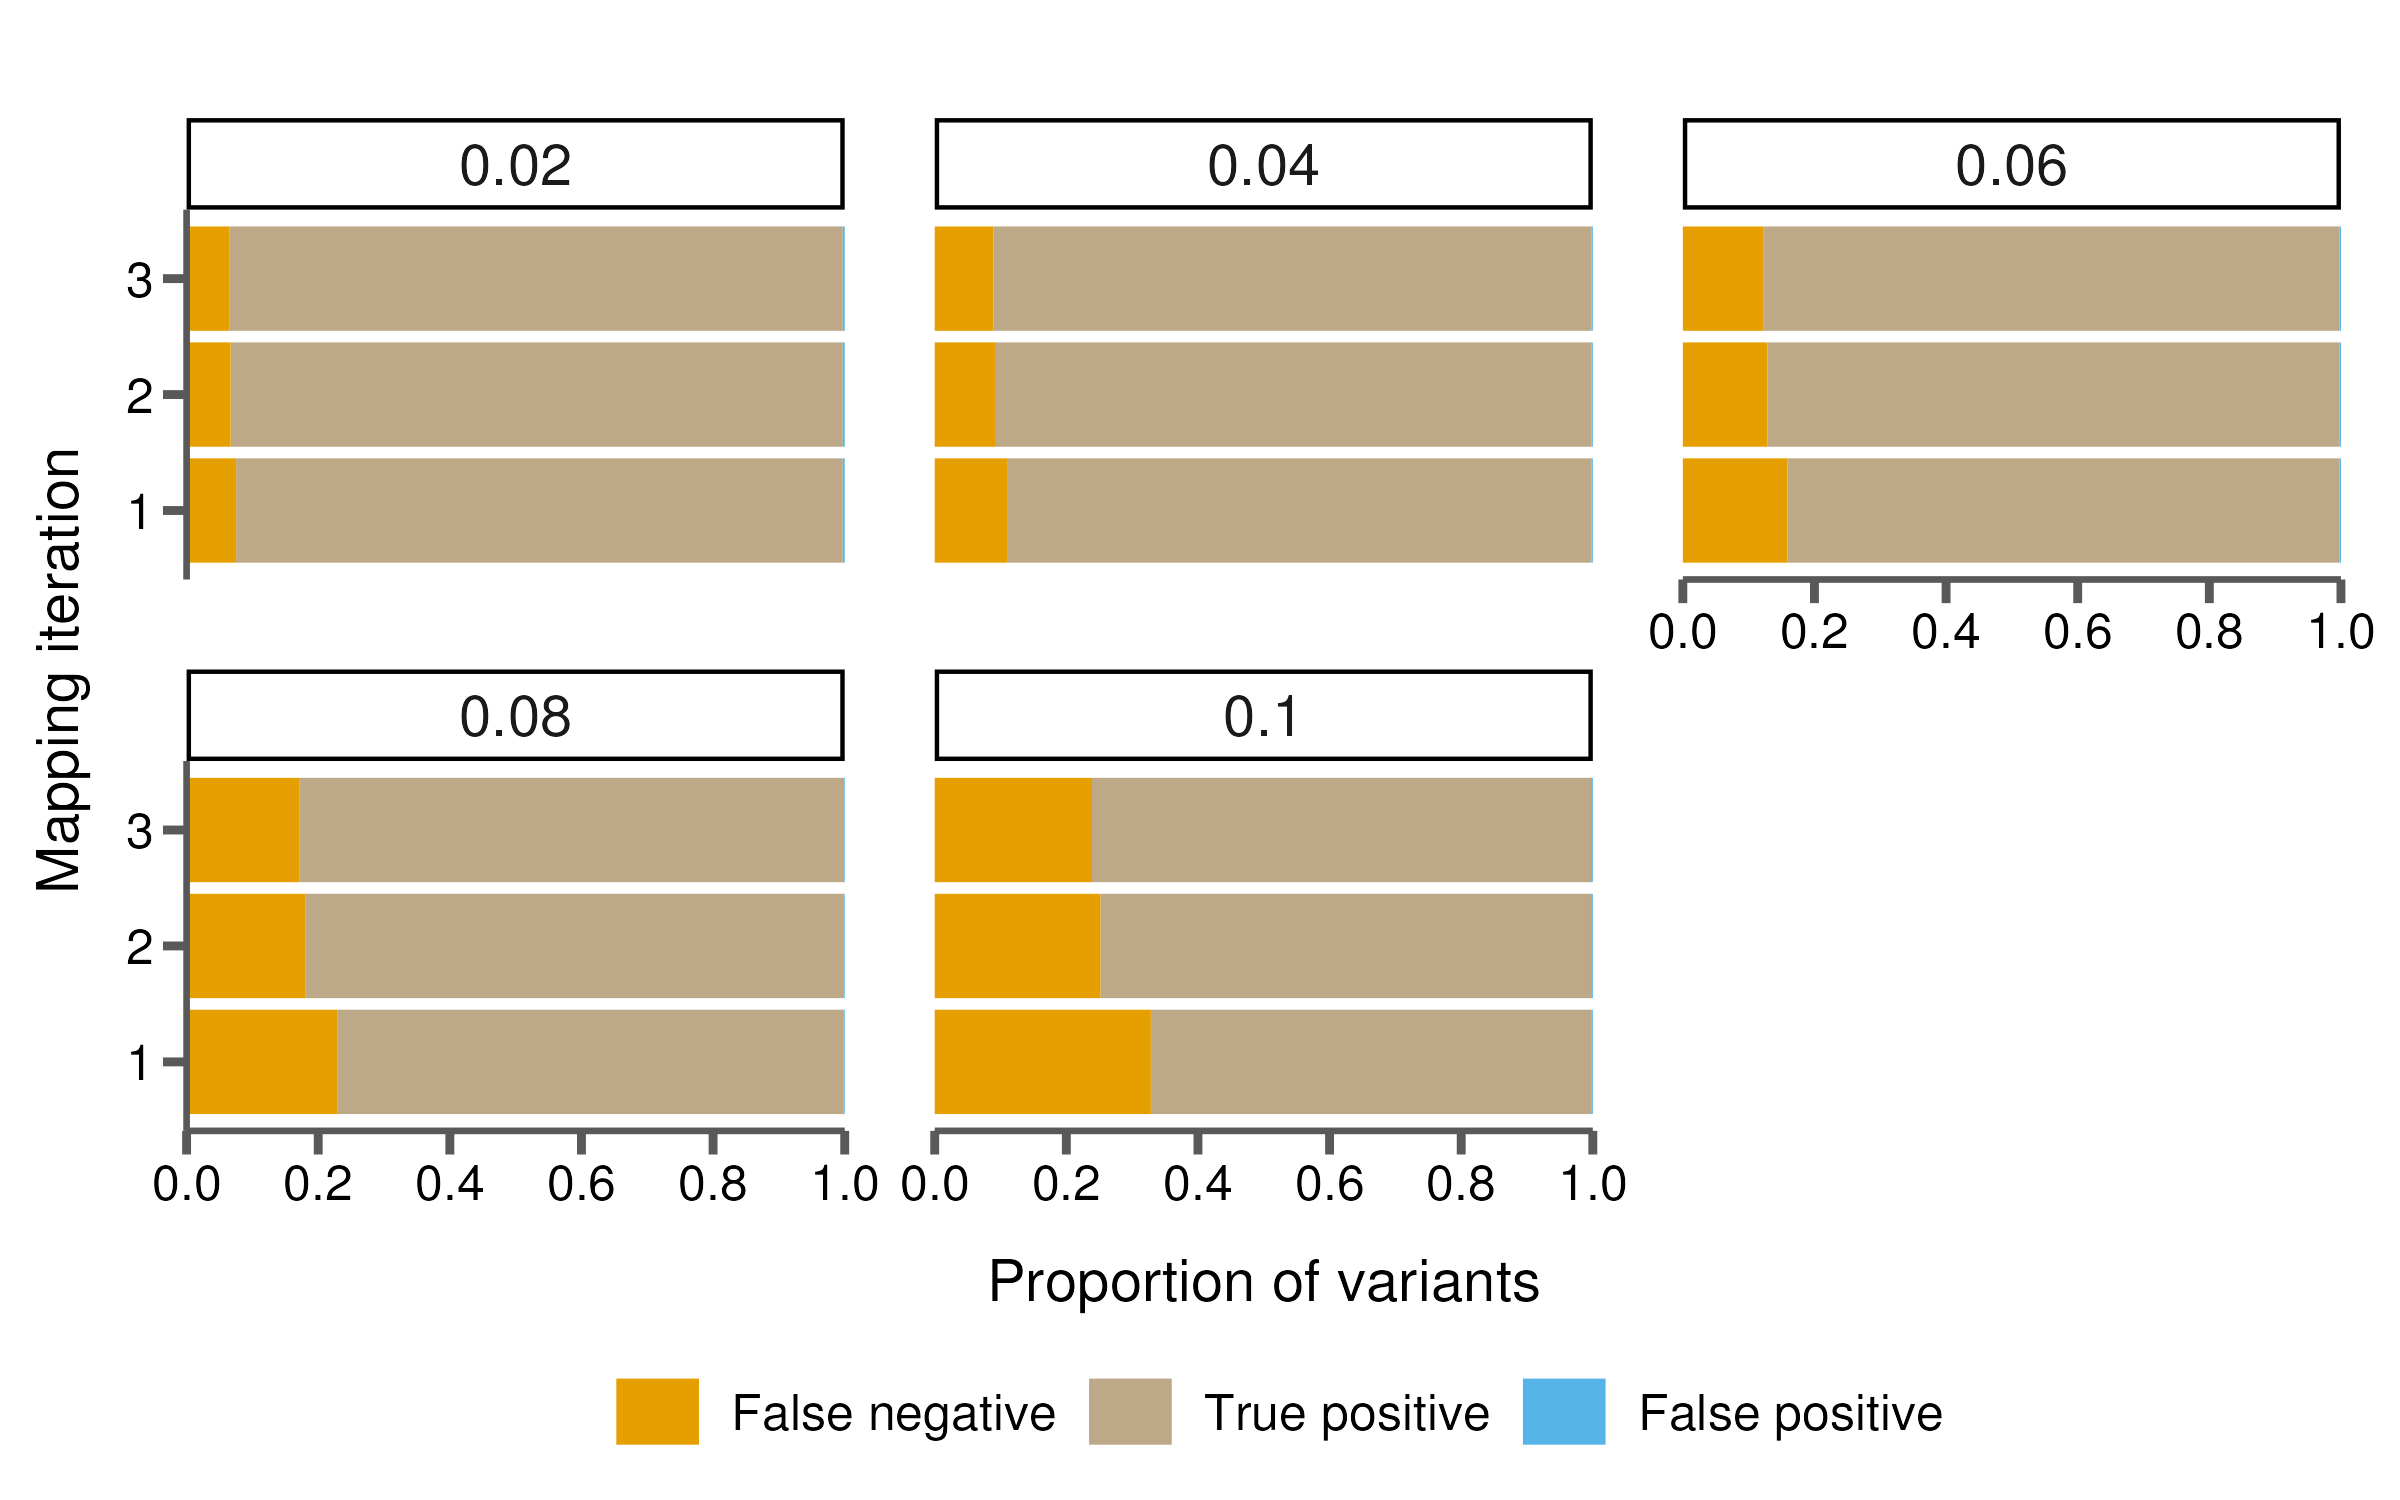 0.02 0.04 0.06
3
2
1
0.0 0.2 0.4 0.6 0.8 1.0
Mapping iteration
0.08 0.1
3
2
1
0.0 0.2 0.4 0.6 0.8 1.0 0.0 0.2 0.4 0.6 0.8 1.0
Proportion of variants
False negative True positive False positive